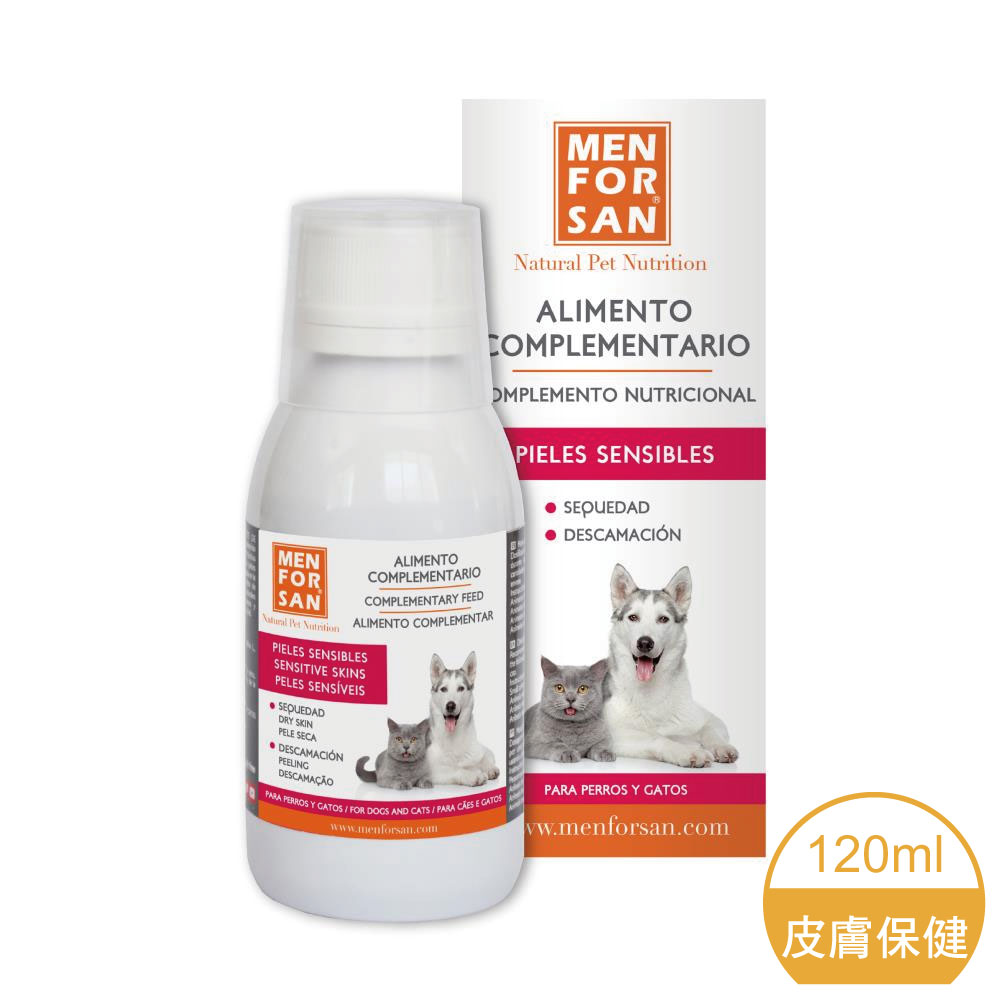 MEN
FOR
SAN®
Natural Pet Nutrition
ALIMENTO
COMPLEMENTARIO
OMPLEMENTO NUTRICIONAL
PIELES SENSIBLES
• SEQUEDAD
• DESCAMACIÓN
PARA PERROS Y GATOS
www.menforsan.com
MEN
FOR
SAN®
Natural Pet Nutrition
ALIMENTO
COMPLEMENTARIO
COMPLEMENTARY FEED
ALIMENTO COMPLEMENTAR
PIELES SENSIBLES
SENSITIVE SKINS
PELES SENSÍVEIS
• SEQUEDAD
DRY SKIN
PELE SECA
• DESCAMACIÓN
PEELING
DESCAMAÇÃO
PARA PERROS Y GATOS / FOR DOGS AND CATS / PARA CÃES E GATOS
www.menforsan.com
120ml
皮膚保健